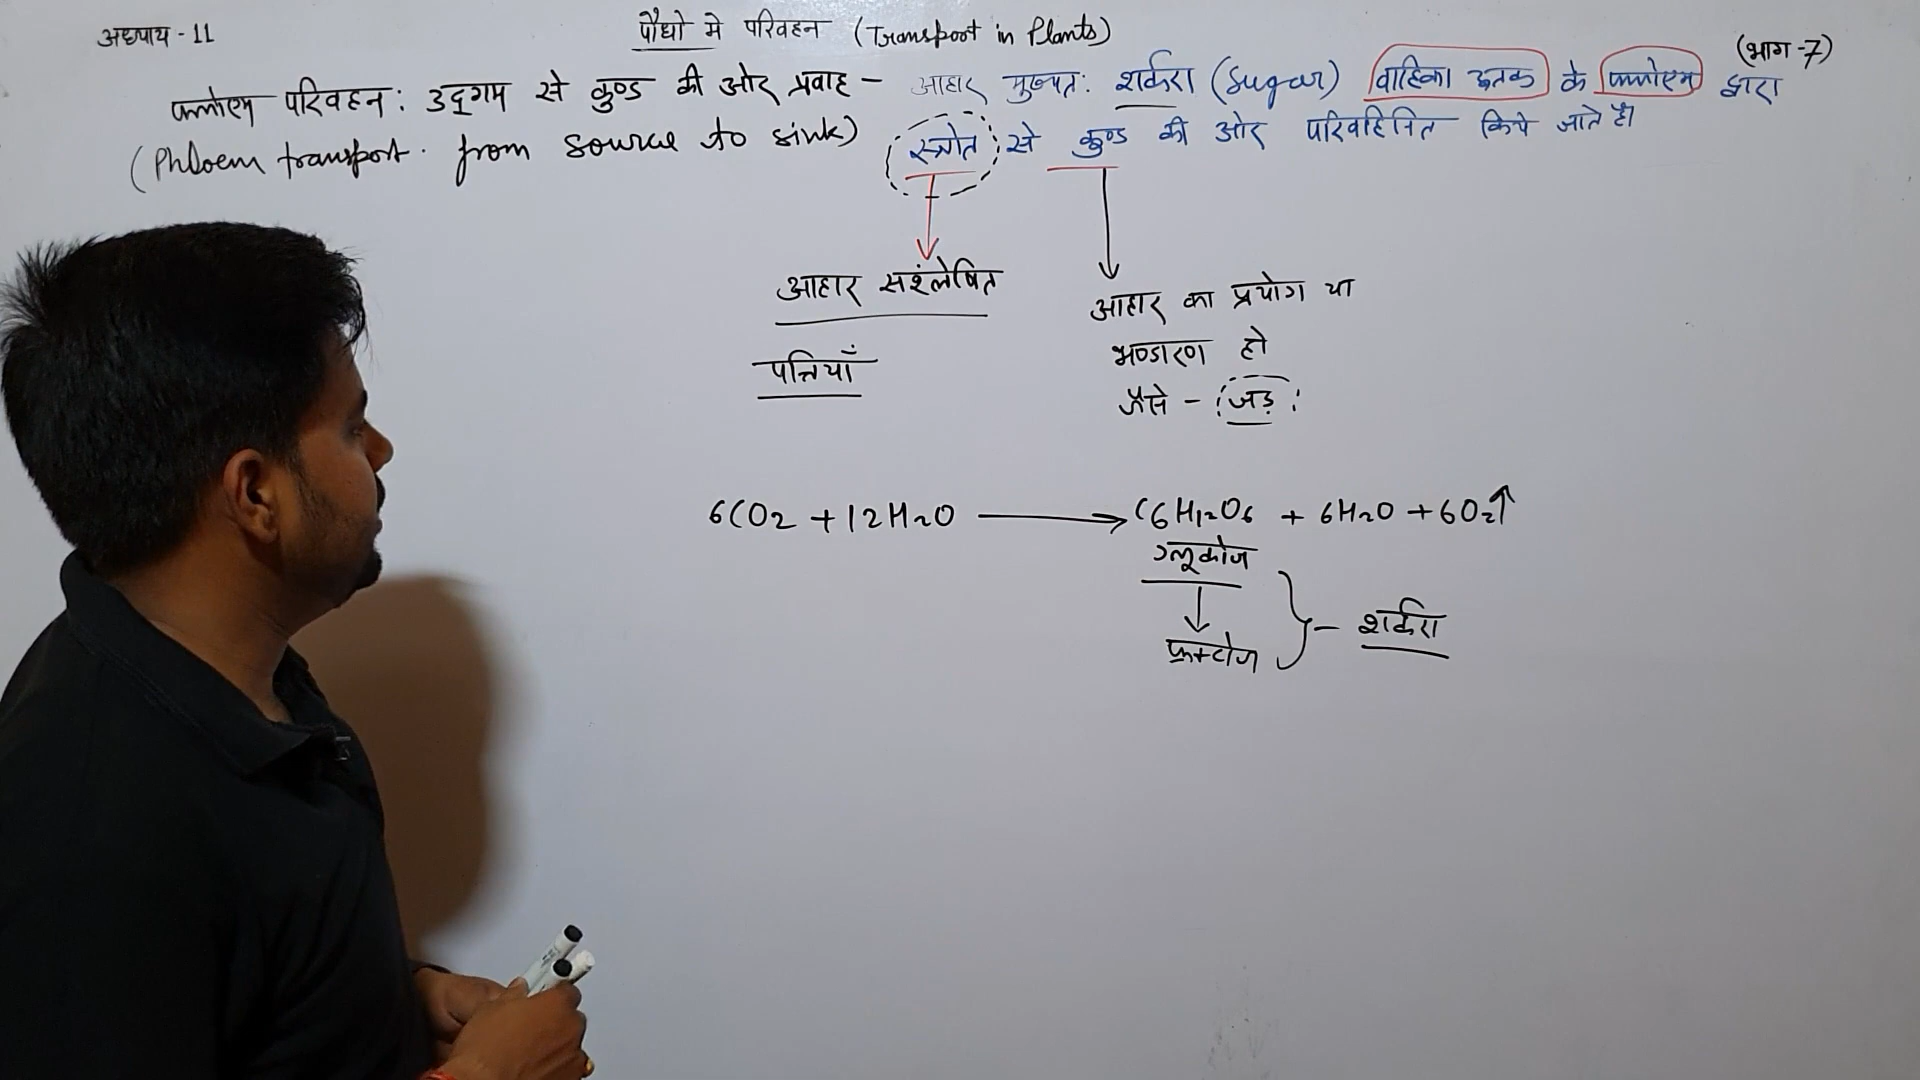 अध्याय - 11
पौधो मे परिवहन (Transport in Plants)
(भाग -7)
फ्लोएम परिवहन: उद्गम से कुण्ड की ओर प्रवाह - आहार मुख्यतः शर्करा (Sugar) वाहिका ऊतक के फ्लोएम द्वारा
(Phloem transport. from source to sink) स्त्रोत से कुण्ड की ओर परिवहिनित किये जाते है।
आहार सश्ंलेषित
पत्तियाँ
आहार का प्रयोग या
भण्डारण हो
जैसे - जड़
6CO2 + 12H2O ⟶ C6H12O6 + 6H2O + 6O2↑
ग्लूकोज
↓
फ्रक्टोज } - शर्करा